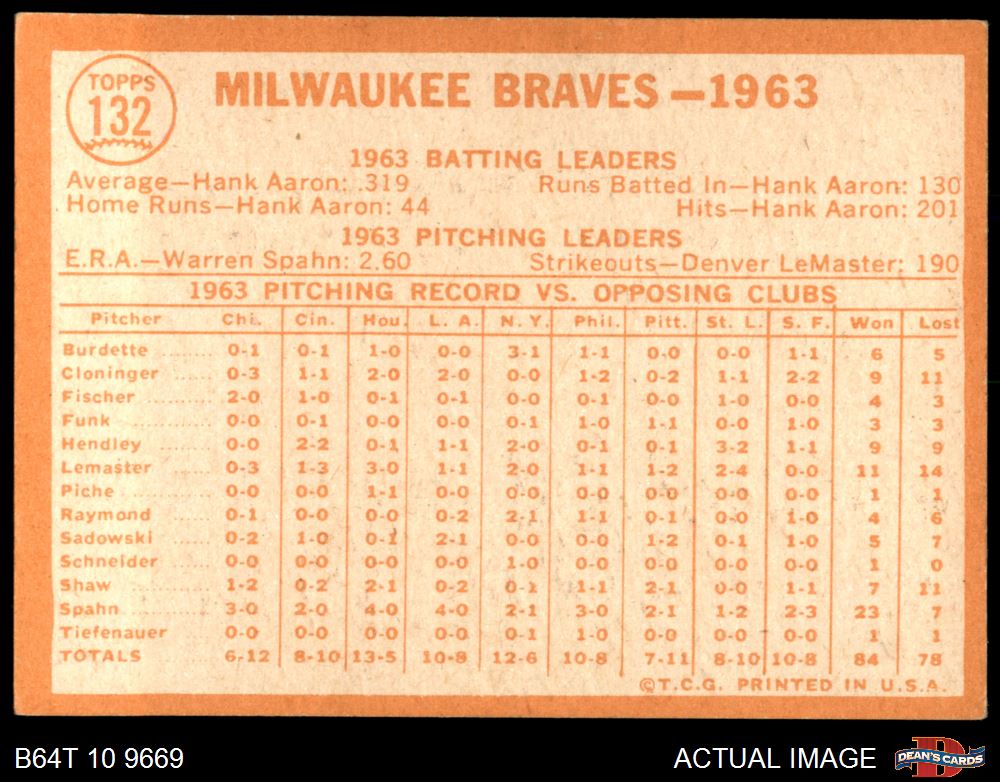 TOPPS
132
MILWAUKEE BRAVES—1963
1963 BATTING LEADERS
Average—Hank Aaron: .319 Runs Batted In—Hank Aaron: 130
Home Runs—Hank Aaron: 44 Hits—Hank Aaron: 201
1963 PITCHING LEADERS
E.R.A.—Warren Spahn: 2.60 Strikeouts—Denver LeMaster: 190
1963 PITCHING RECORD VS. OPPOSING CLUBS
Pitcher Chi. Cin. Hou. L. A. N. Y. Phil. Pitt. St. L. S. F. Won Lost
Burdette ........ 0-1 0-1 1-0 0-0 3-1 1-1 0-0 0-0 1-1 6 5
Cloninger ...... 0-3 1-1 2-0 2-0 0-0 1-2 0-2 1-1 2-2 9 11
Fischer .......... 2-0 1-0 0-1 0-1 0-0 0-1 0-0 1-0 0-0 4 3
Funk .............. 0-0 0-1 0-0 0-0 0-1 1-0 1-1 0-0 1-0 3 3
Hendley ........ 0-0 2-2 0-1 1-1 2-0 0-1 0-1 3-2 1-1 9 9
Lemaster ...... 0-3 1-3 3-0 1-1 2-0 1-1 1-2 2-4 0-0 11 14
Piche ............ 0-0 0-0 1-1 0-0 0-0 0-0 0-0 0-0 0-0 1 1
Raymond ...... 0-1 0-0 0-0 0-2 2-1 1-1 0-1 0-0 1-0 4 6
Sadowski ...... 0-2 1-0 0-1 2-1 0-0 0-0 1-2 0-1 1-0 5 7
Schneider ...... 0-0 0-0 0-0 0-0 1-0 0-0 0-0 0-0 0-0 1 0
Shaw ............ 1-2 0-2 2-1 0-2 0-1 1-1 2-1 0-0 1-1 7 11
Spahn ............ 3-0 2-0 4-0 4-0 2-1 3-0 2-1 1-2 2-3 23 7
Tiefenauer .... 0-0 0-0 0-0 0-0 0-1 1-0 0-0 0-0 0-0 1 1
TOTALS 6-12 8-10 13-5 10-8 12-6 10-8 7-11 8-10 10-8 84 78
©T.C.G. PRINTED IN U.S.A.
B64T 10 9669 ACTUAL IMAGE D DEAN'S CARDS